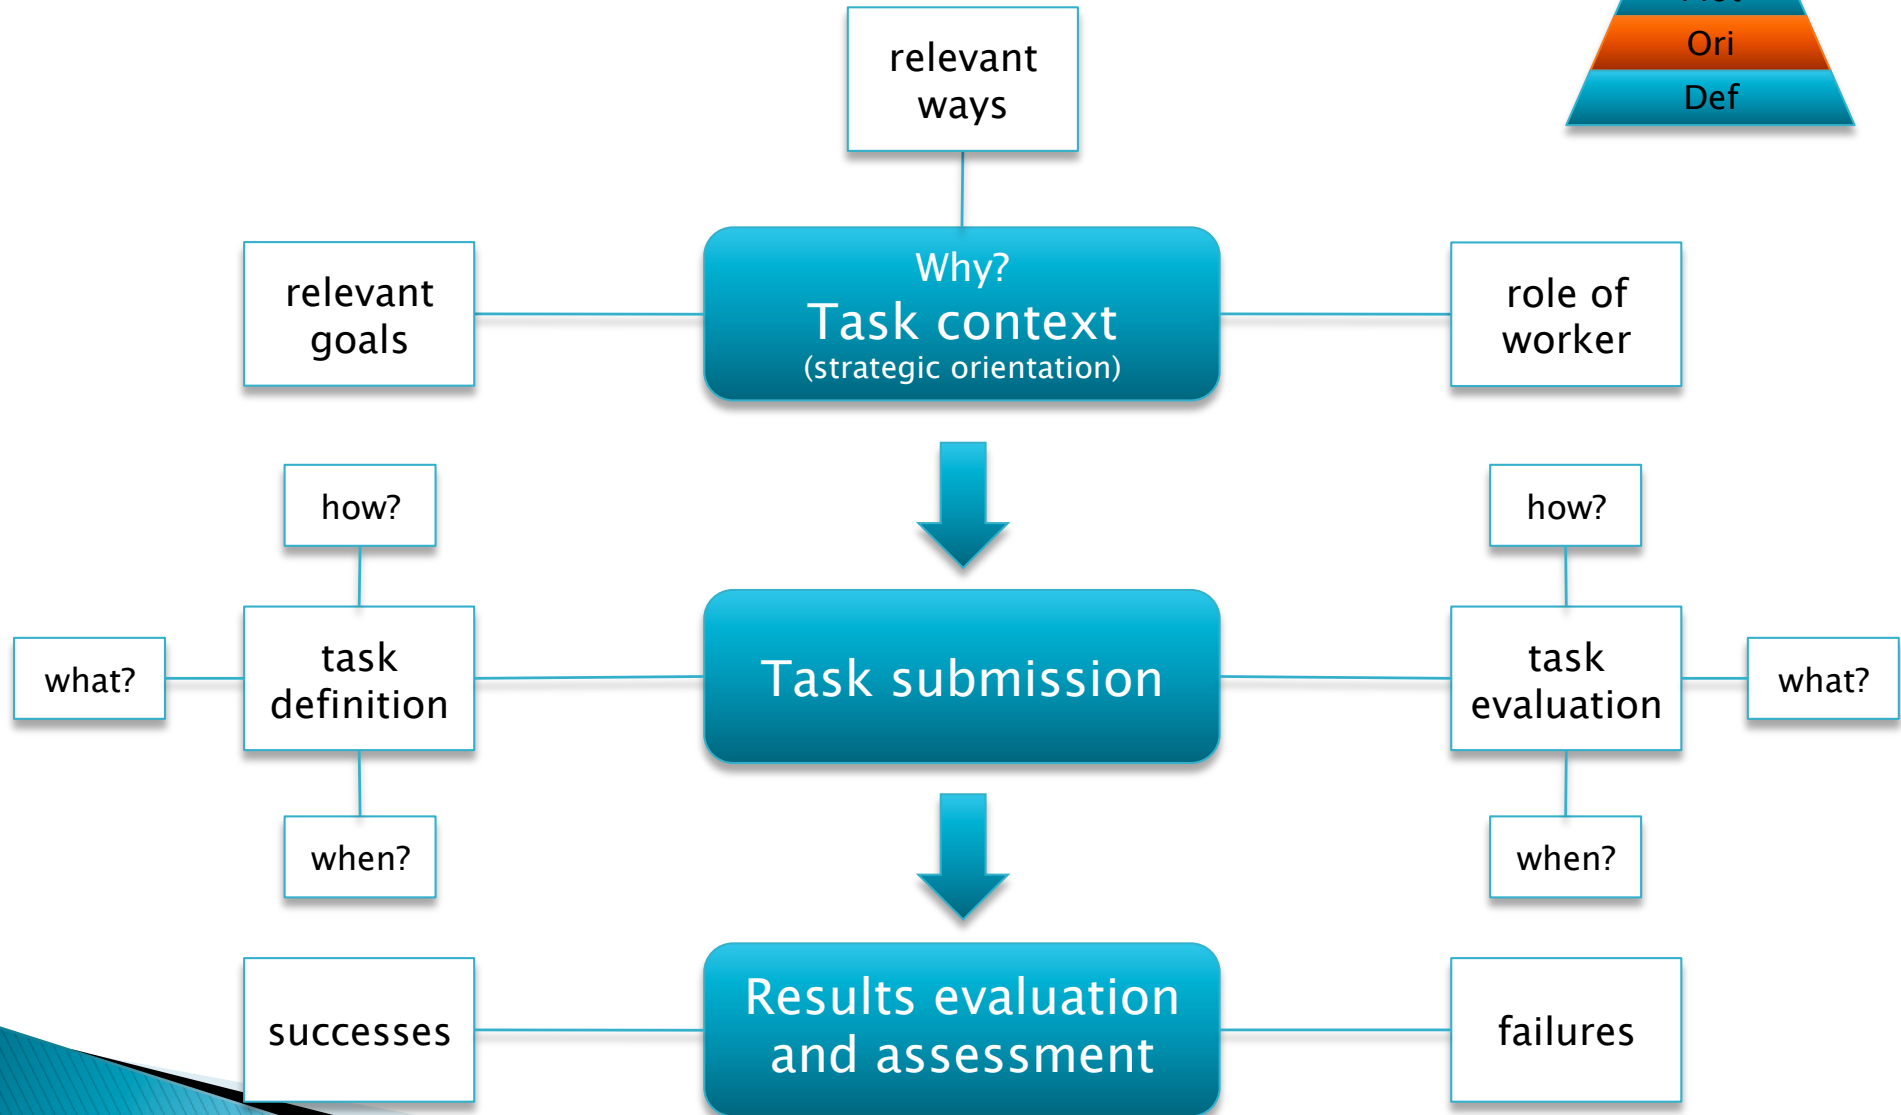 Ori
Def
relevant
ways
relevant
goals
Why?
Task context
(strategic orientation)
role of
worker
how?
how?
what?
task
definition
Task submission
task
evaluation
what?
when?
when?
successes
Results evaluation
and assessment
failures